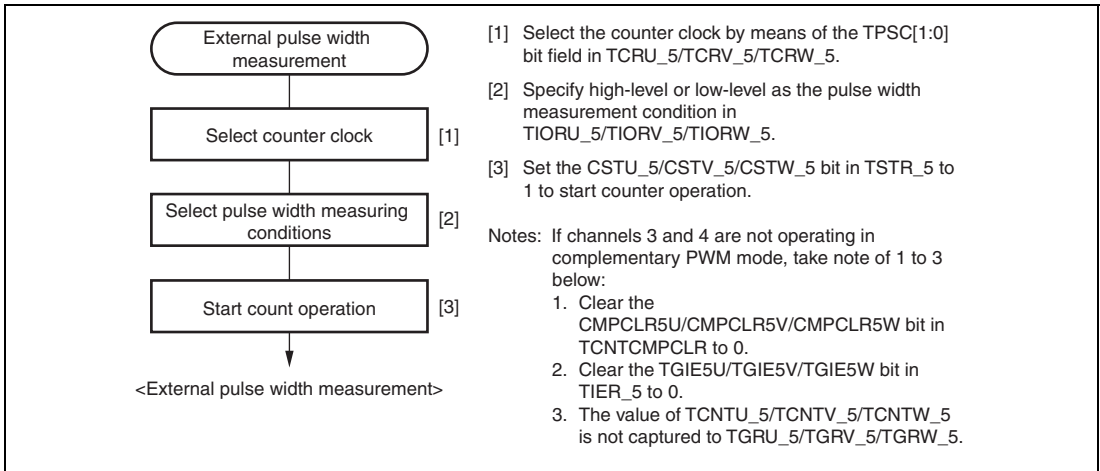 External pulse width
measurement
Select counter clock
[1]
Select pulse width measuring
conditions
[2]
Start count operation
[3]
<External pulse width measurement>
[1] Select the counter clock by means of the TPSC[1:0]
bit field in TCRU_5/TCRV_5/TCRW_5.
[2] Specify high-level or low-level as the pulse width
measurement condition in
TIORU_5/TIORV_5/TIORW_5.
[3] Set the CSTU_5/CSTV_5/CSTW_5 bit in TSTR_5 to
1 to start counter operation.
Notes: If channels 3 and 4 are not operating in
complementary PWM mode, take note of 1 to 3
below:
1. Clear the
CMPCLR5U/CMPCLR5V/CMPCLR5W bit in
TCNTCMPCLR to 0.
2. Clear the TGIE5U/TGIE5V/TGIE5W bit in
TIER_5 to 0.
3. The value of TCNTU_5/TCNTV_5/TCNTW_5
is not captured to TGRU_5/TGRV_5/TGRW_5.